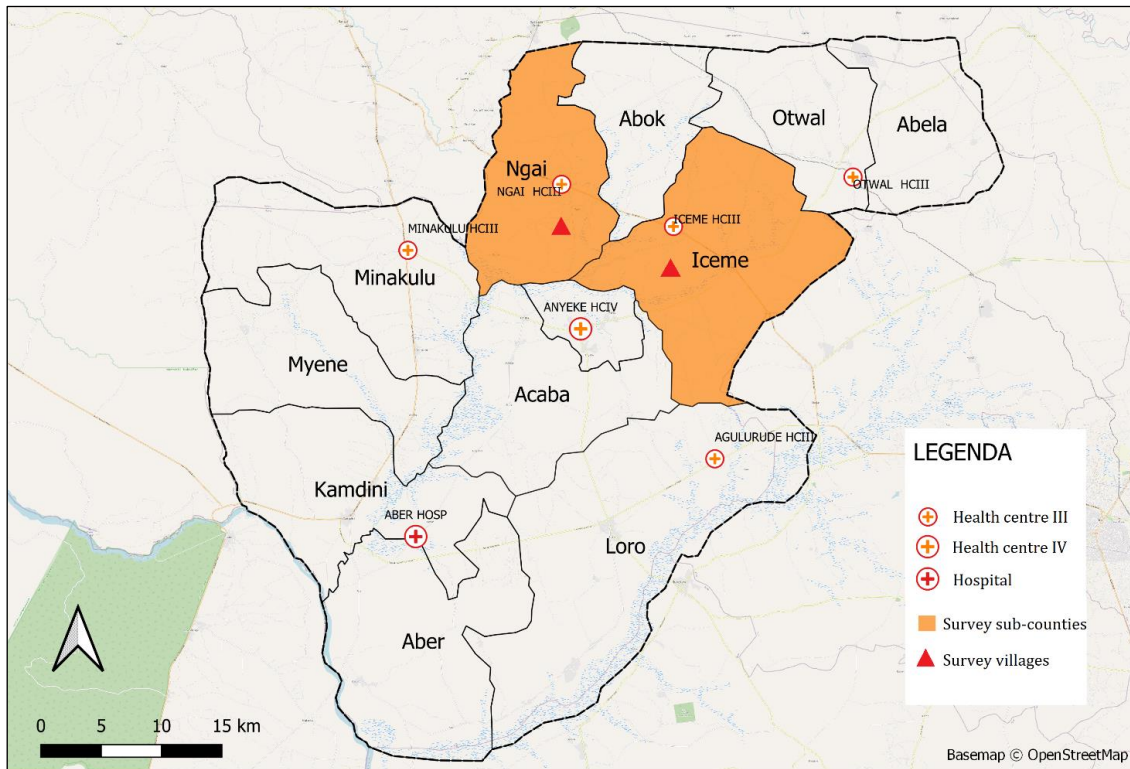 Abok
Otwal
Abela
Ngai
NGAI HCIII
OTWAL HCIII
MINAKULU HCIII
ICEME HCIII
Iceme
Minakulu
ANYEKE HCIV
Myene
Acaba
AGULURUDE HCIII
Kamdini
ABER HOSP
Loro
Aber
LEGENDA
Health centre III
Health centre IV
Hospital
Survey sub-counties
Survey villages
0 5 10 15 km
Basemap © OpenStreetMap